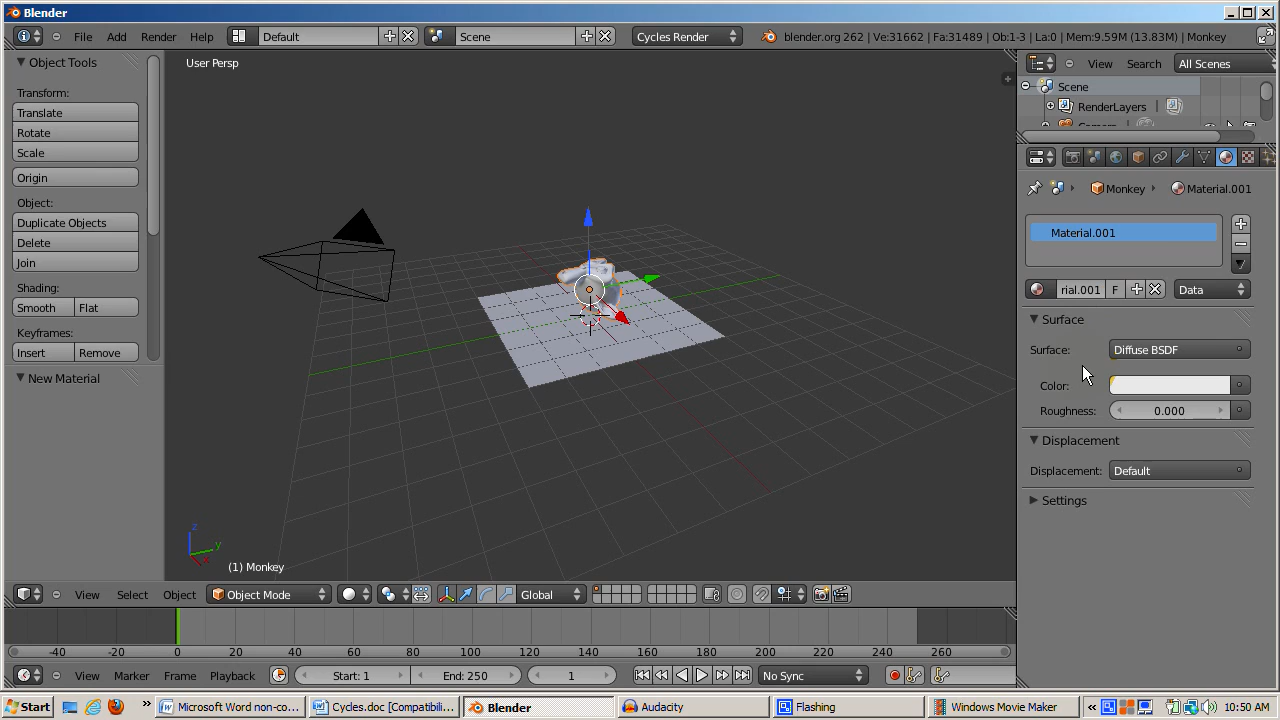 Blender
File Add Render Help Default Scene Cycles Render blender.org 262 | Ve:31662 | Fa:31489 | Ob:1-3 | La:0 | Mem:9.59M (13.83M) | Monkey
Object Tools
Transform:
Translate
Rotate
Scale
Origin
Object:
Duplicate Objects
Delete
Join
Shading:
Smooth Flat
Keyframes:
Insert Remove
New Material
User Persp
z
y
(1) Monkey
View Select Object Object Mode Global
-40 -20 0 20 40 60 80 100 120 140 160 180 200 220 240 260
View Marker Frame Playback Start: 1 End: 250 1 No Sync
View Search All Scenes
Scene
RenderLayers
Monkey Material.001
Material.001
rial.001 F Data
Surface
Surface: Diffuse BSDF
Color:
Roughness: 0.000
Displacement
Displacement: Default
Settings
Start Microsoft Word non-co... Cycles.doc [Compatibili... Blender Audacity Flashing Windows Movie Maker 10:50 AM